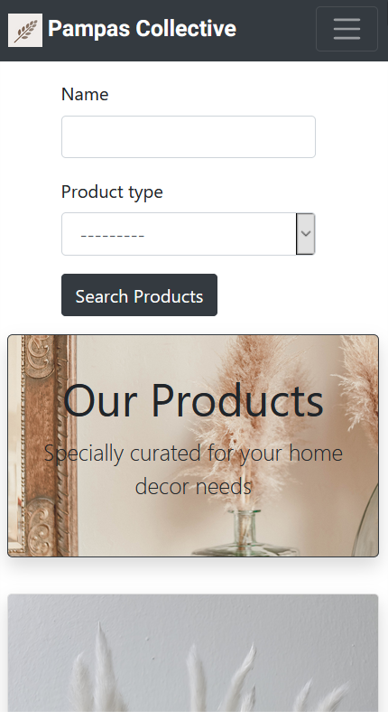 Pampas Collective
Name
Product type
---------
Search Products
Our Products
Specially curated for your home
decor needs